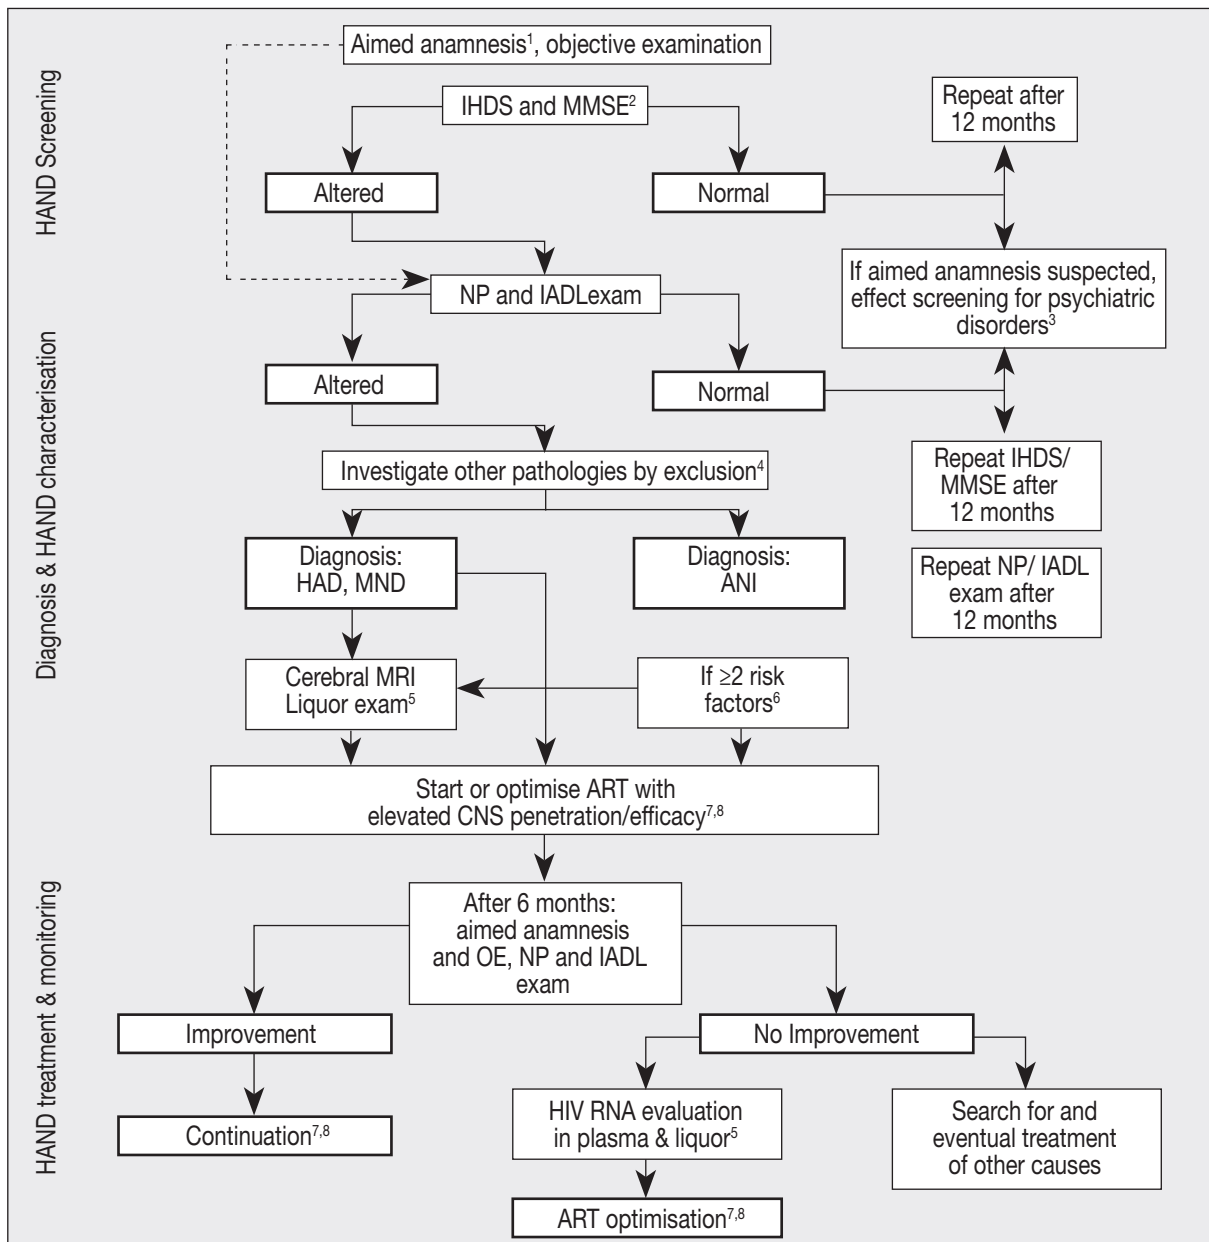 Aimed anamnesis¹, objective examination
HAND Screening
IHDS and MMSE²
Repeat after
12 months
Altered
Normal
If aimed anamnesis suspected,
effect screening for psychiatric
disorders³
NP and IADLexam
Diagnosis & HAND characterisation
Altered
Normal
Investigate other pathologies by exclusion⁴
Repeat IHDS/
MMSE after
12 months
Diagnosis:
HAD, MND
Diagnosis:
ANI
Repeat NP/ IADL
exam after
12 months
Cerebral MRI
Liquor exam⁵
If ≥2 risk
factors⁶
Start or optimise ART with
elevated CNS penetration/efficacy⁷,⁸
HAND treatment & monitoring
After 6 months:
aimed anamnesis
and OE, NP and IADL
exam
Improvement
No Improvement
Continuation⁷,⁸
HIV RNA evaluation
in plasma & liquor⁵
Search for and
eventual treatment
of other causes
ART optimisation⁷,⁸